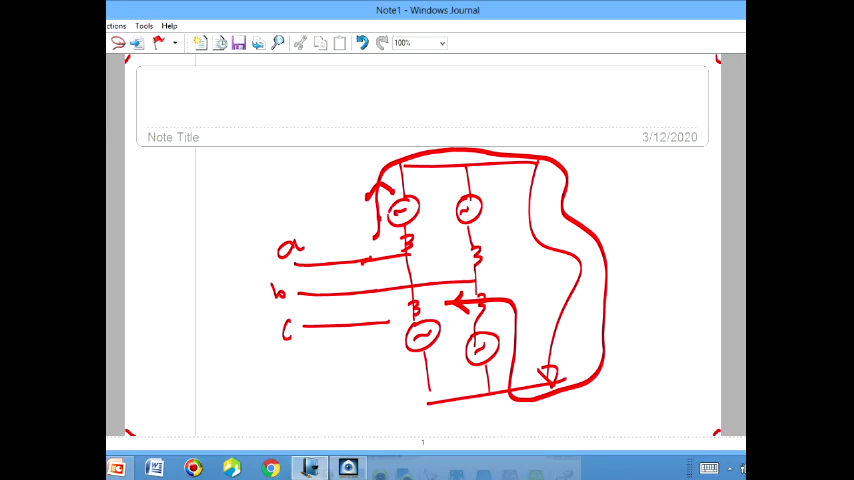 Note1 - Windows Journal
ctions Tools Help
100%
Note Title
3/12/2020
a
b
c
1